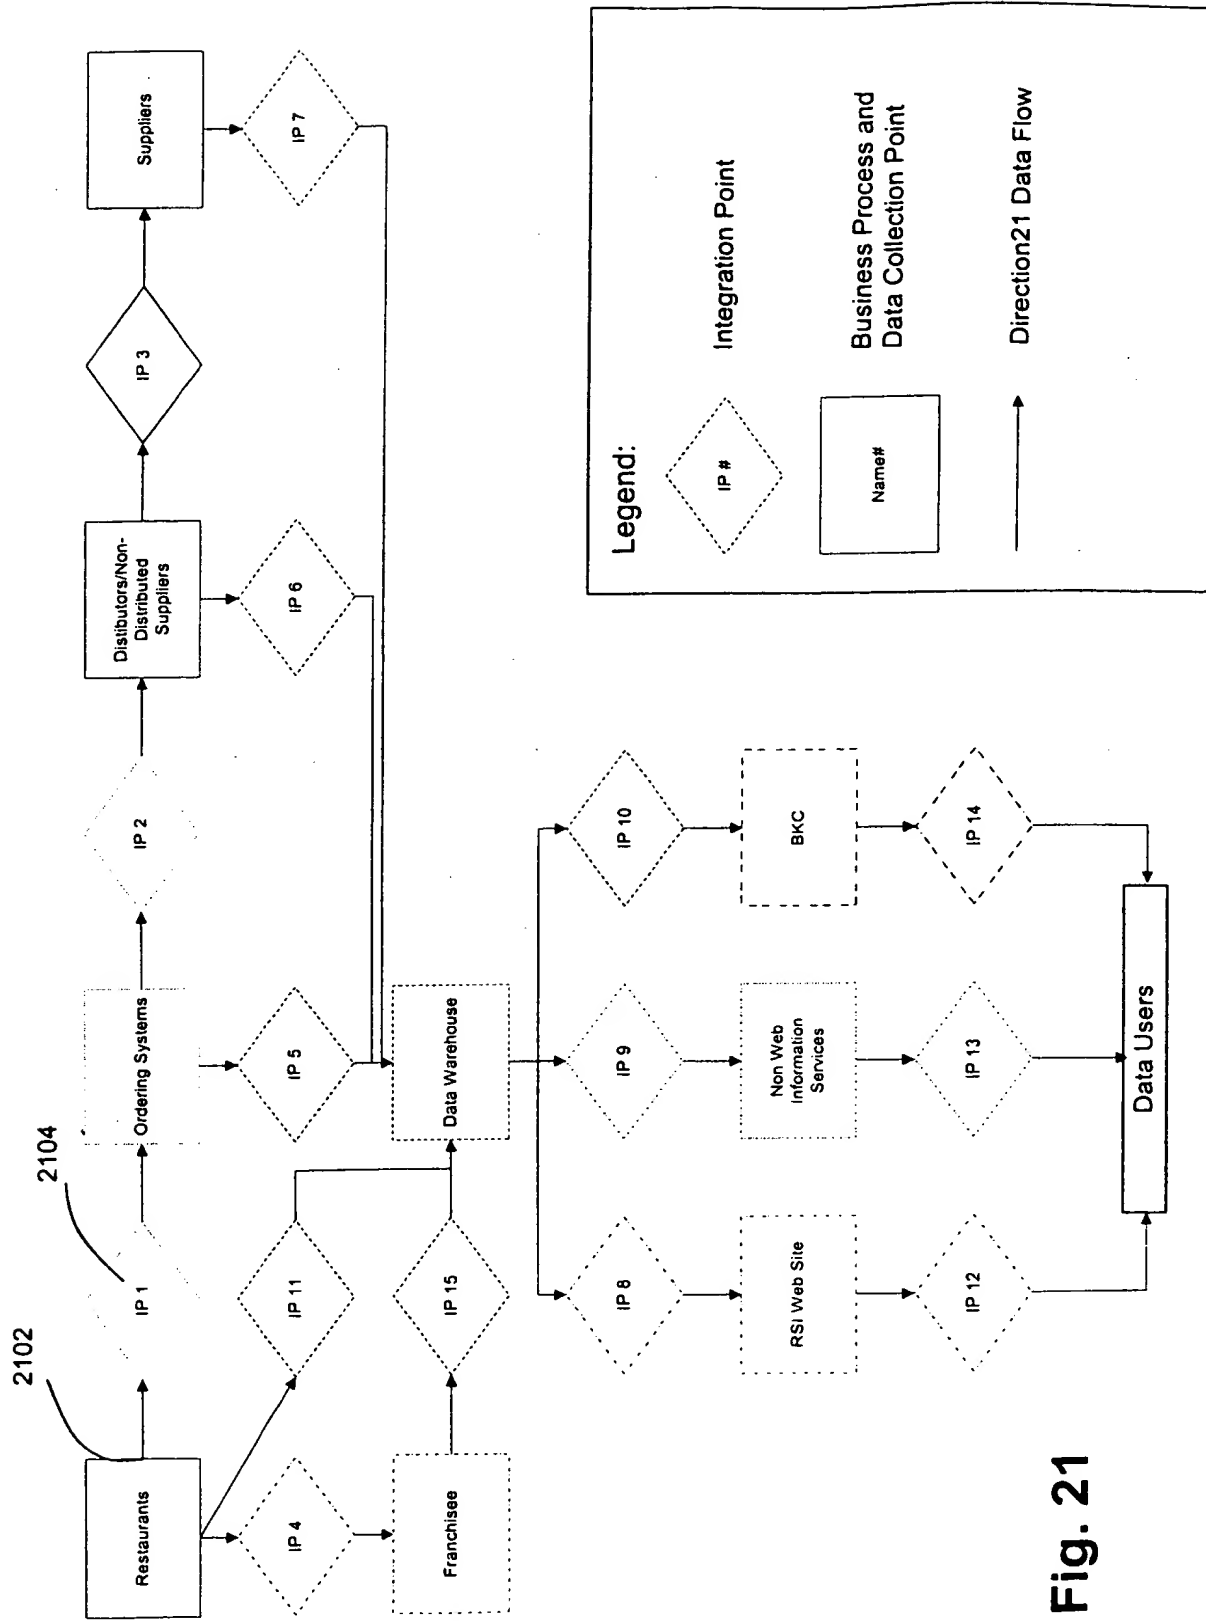 2102
2104
Restaurants
IP 1
Ordering Systems
IP 2
Distibutors/Non-
Distributed
Suppliers
IP 3
Suppliers
IP 4
IP 11
IP 5
IP 6
IP 7
Franchisee
IP 15
Data Warehouse
IP 8
IP 9
IP 10
RSI Web Site
Non Web
Information
Services
BKC
IP 12
IP 13
IP 14
Data Users
Legend:
IP #
Integration Point
Name#
Business Process and
Data Collection Point
Direction21 Data Flow
Fig. 21